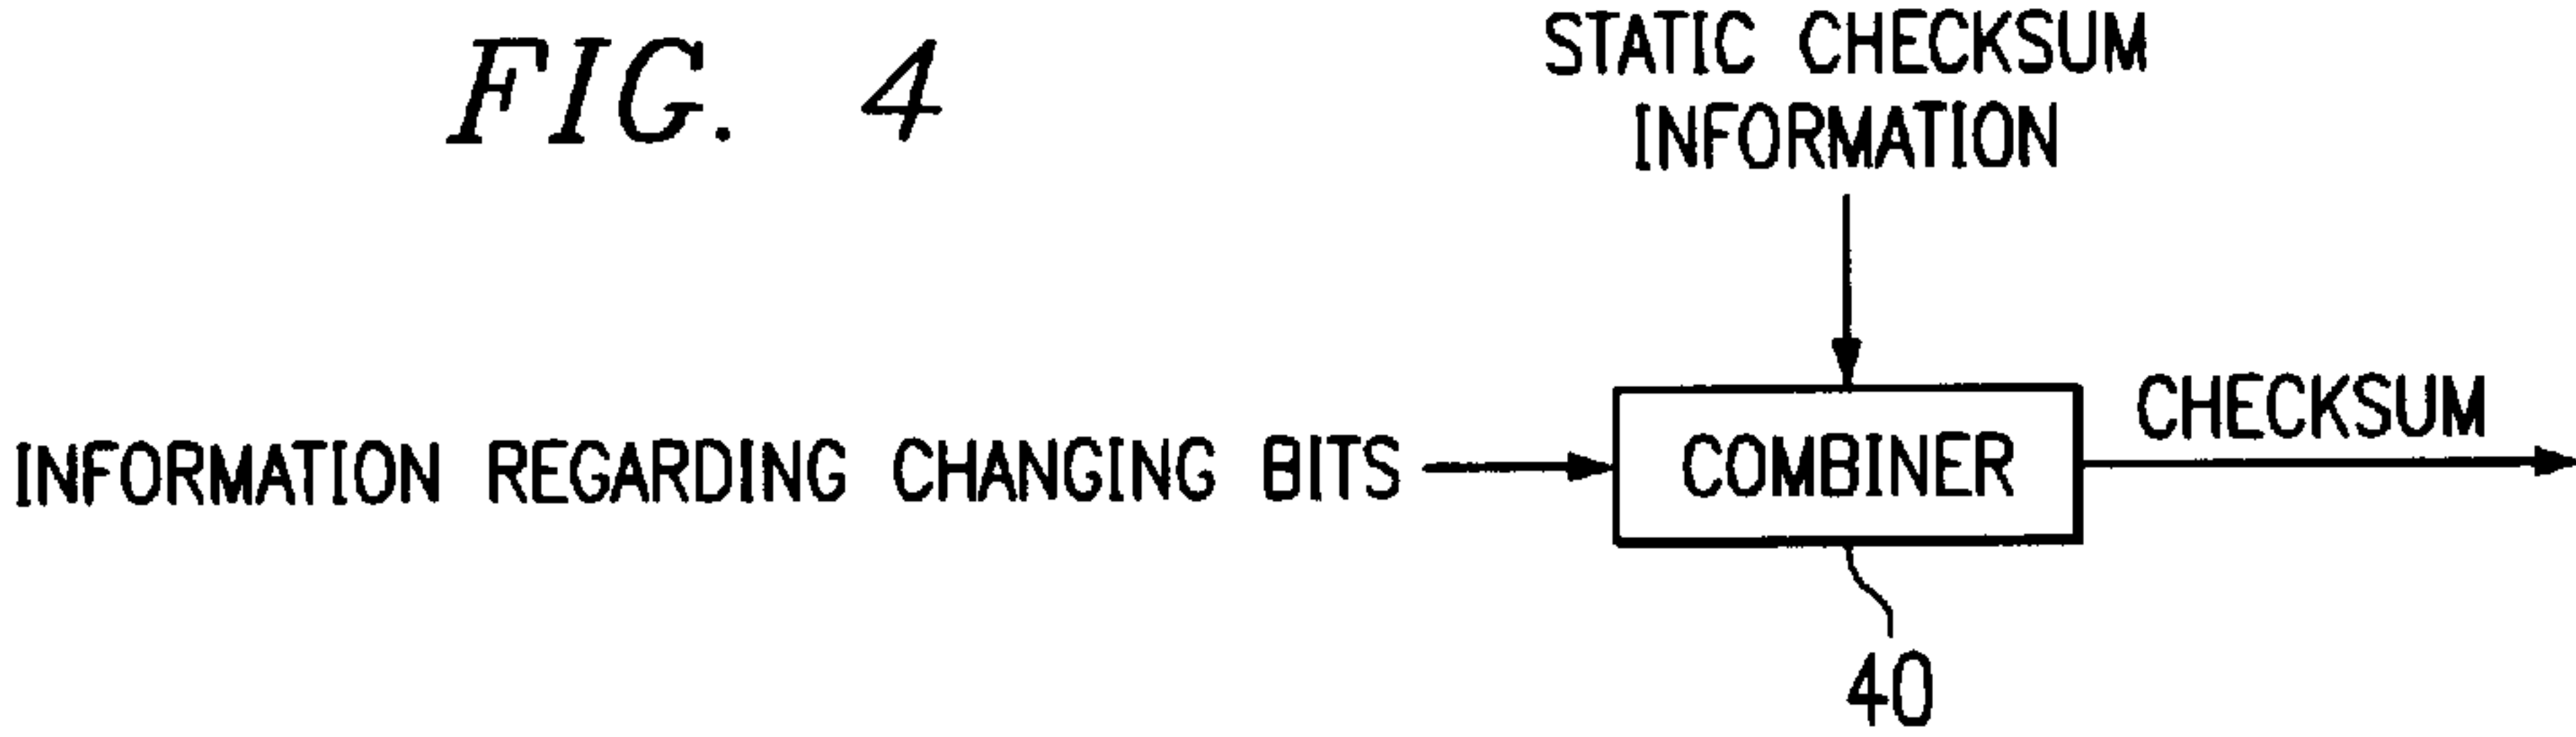 FIG. 4
STATIC CHECKSUM
INFORMATION
INFORMATION REGARDING CHANGING BITS
COMBINER
CHECKSUM
40